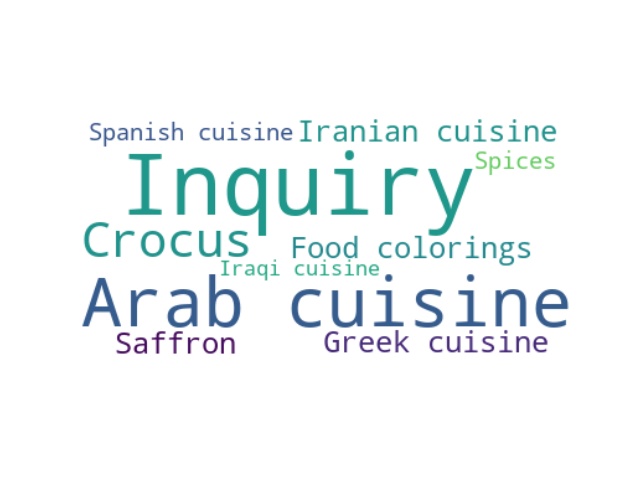 Spanish cuisine
Iranian cuisine
Inquiry
Spices
Crocus
Food colorings
Iraqi cuisine
Arab cuisine
Saffron
Greek cuisine